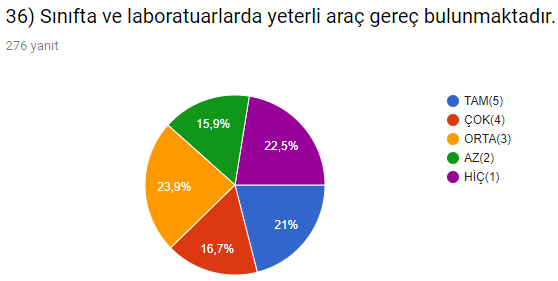 36) Sınıfta ve laboratuarlarda yeterli araç gereç bulunmaktadır.
276 yanıt
TAM(5)
ÇOK(4)
ORTA(3)
AZ(2)
HİÇ(1)
15,9%
22,5%
23,9%
21%
16,7%